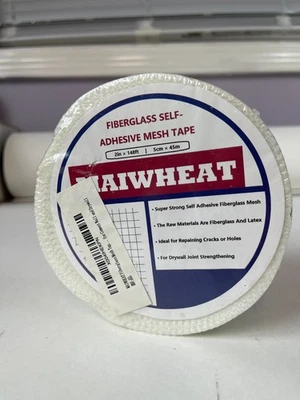 FIBERGLASS SELF-
ADHESIVE MESH TAPE
2in × 148ft | 5cm × 45m
MAIWHEAT
• Super Strong Self Adhesive Fiberglass Mesh
• The Raw Materials Are Fiberglass And Latex
• Ideal for Repairing Cracks or Holes
• For Drywall Joint Strengthening